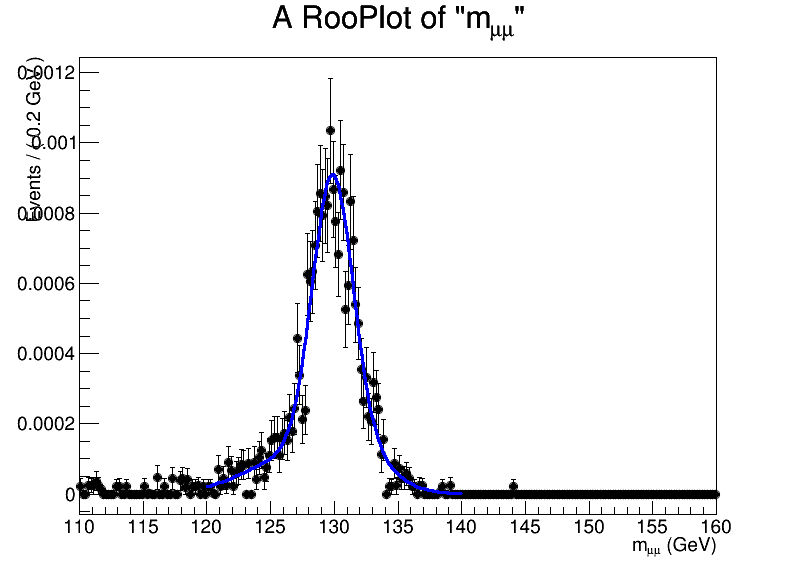 A RooPlot of "mμμ"
Events / ( 0.2 GeV )
0.0012
0.001
0.0008
0.0006
0.0004
0.0002
0
110 115 120 125 130 135 140 145 150 155 160
mμμ (GeV)